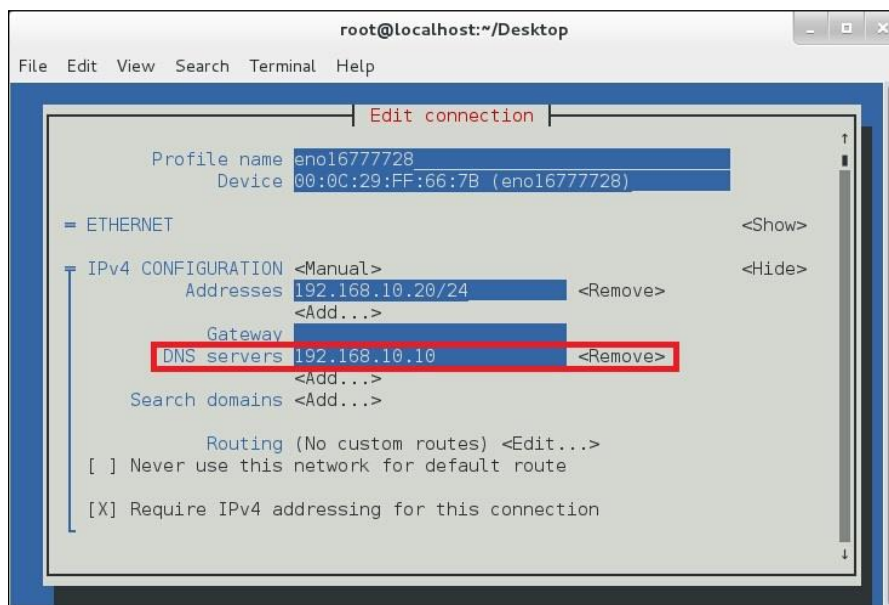 root@localhost:~/Desktop
File Edit View Search Terminal Help
Edit connection
Profile name eno16777728
Device 00:0C:29:FF:66:7B (eno16777728)
= ETHERNET <Show>
IPv4 CONFIGURATION <Manual> <Hide>
Addresses 192.168.10.20/24 <Remove>
<Add...>
Gateway
DNS servers 192.168.10.10 <Remove>
<Add...>
Search domains <Add...>
Routing (No custom routes) <Edit...>
[ ] Never use this network for default route
[X] Require IPv4 addressing for this connection